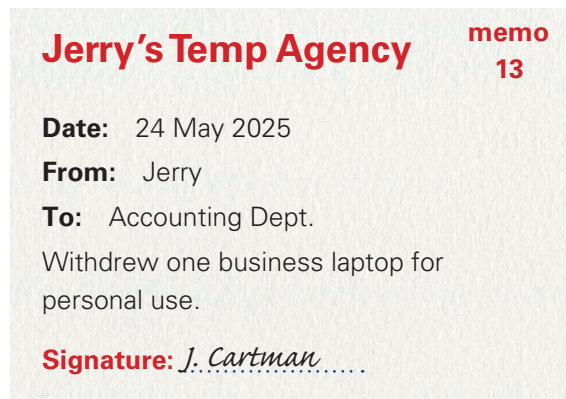 Jerry's Temp Agency
memo
13
Date: 24 May 2025
From: Jerry
To: Accounting Dept.
Withdrew one business laptop for
personal use.
Signature: J. Cartman